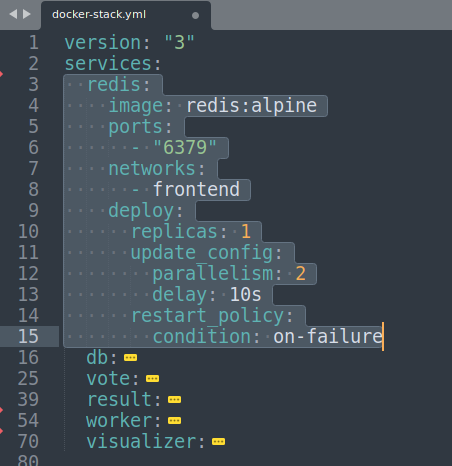 docker-stack.yml
1 version: "3"
2 services:
3 redis:
4 image: redis:alpine
5 ports:
6 - "6379"
7 networks:
8 - frontend
9 deploy:
10 replicas: 1
11 update_config:
12 parallelism: 2
13 delay: 10s
14 restart_policy:
15 condition: on-failure
16 db:
25 vote:
39 result:
54 worker:
70 visualizer:
80